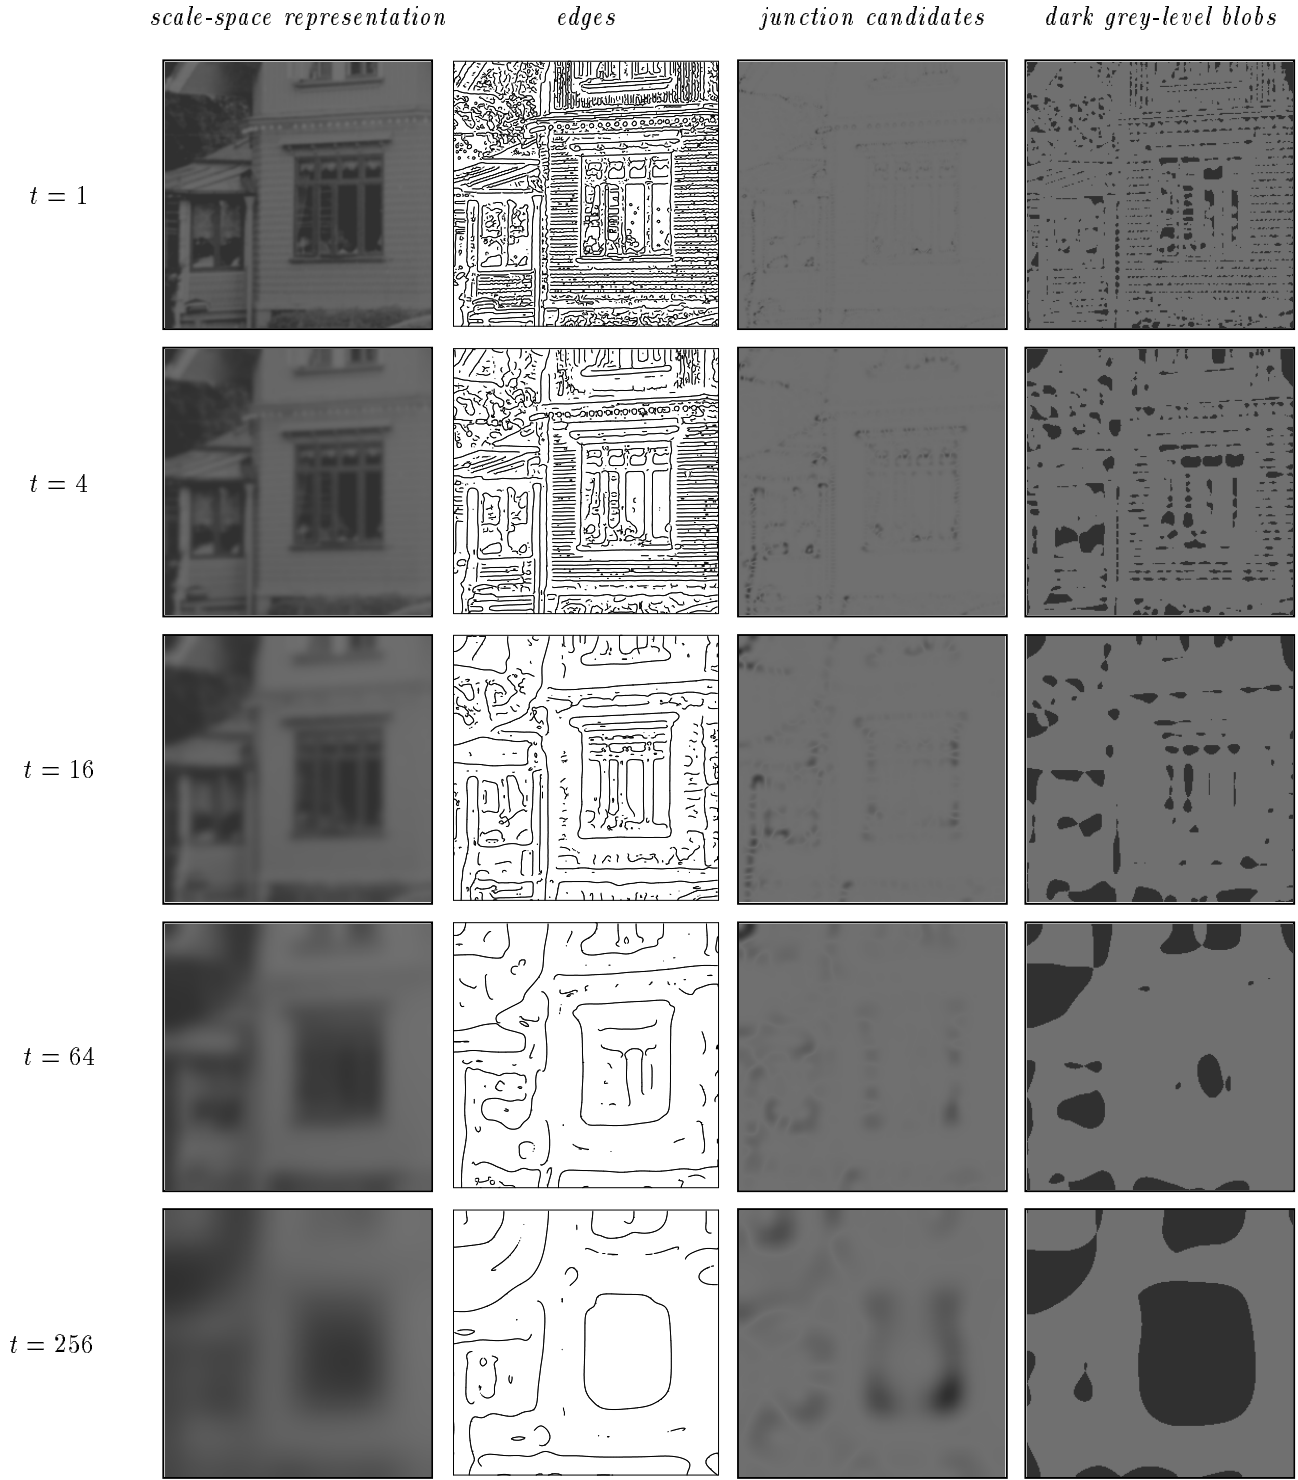 scale-space representation edges junction candidates dark grey-level blobs
t = 1
t = 4
t = 16
t = 64
t = 256